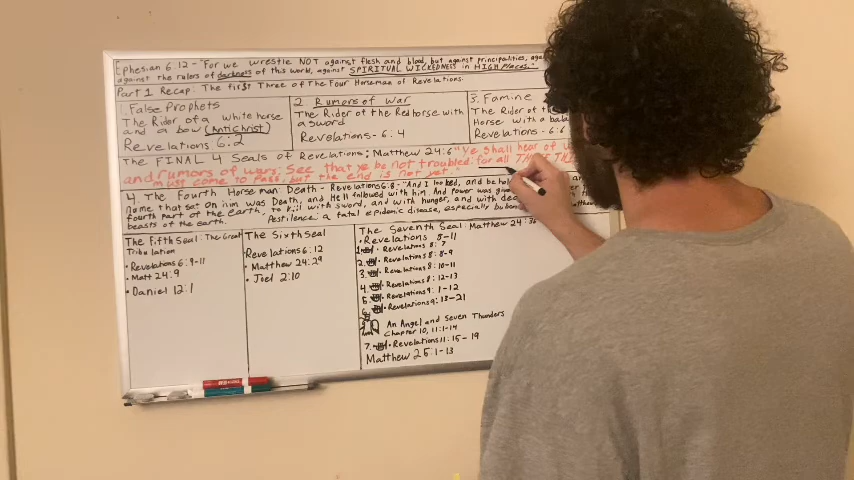 Ephesian 6:12 - "For we wrestle NOT against flesh and blood, but against principalities,
against the rulers of darkness of this world, against SPIRITUAL WICKEDNESS in HIGH Places."
Part 1 Recap: The first Three of The Four Horseman of Revelations.
1. False Prophets
The Rider of a white horse
and a bow (Antichrist)
Revelations 6:2
2. Rumors of War
The Rider of the Red horse with
a sword
Revelations - 6:4
3. Famine
The Rider of
Horse with a
Revelations - 6:6
The FINAL 4 Seals of Revelations: Matthew 24:6 "Ye shall hear of
and rumors of wars: See that ye be not troubled: for all
must come to pass, but the end is not yet."
4. The Fourth Horseman Death - Revelations 6:8 - "And I looked, and
name that sat on him was Death, and Hell followed with him. And Power was
fourth part of the earth, to kill with sword, and with hunger, and with
beasts of the earth. Pestilence: a fatal epidemic disease, especially
The Fifth Seal: The Great
Tribulation
• Revelations 6:9-11
• Matt 24:9
• Daniel 12:1
The Sixth Seal
Revelations 6:12
• Matthew 24:29
• Joel 2:10
The Seventh Seal: Matthew 24:
• Revelations 8-11
1. • Revelations 8:7
2. • Revelations 8:8-9
3. • Revelations 8:10-11
4. • Revelations 8:12-13
5. • Revelations 9:1-12
6. • Revelations 9:13-21
An Angel and Seven Thunders
Chapter 10, 11:1-14
7. • Revelations 11:15-19
Matthew 25:1-13